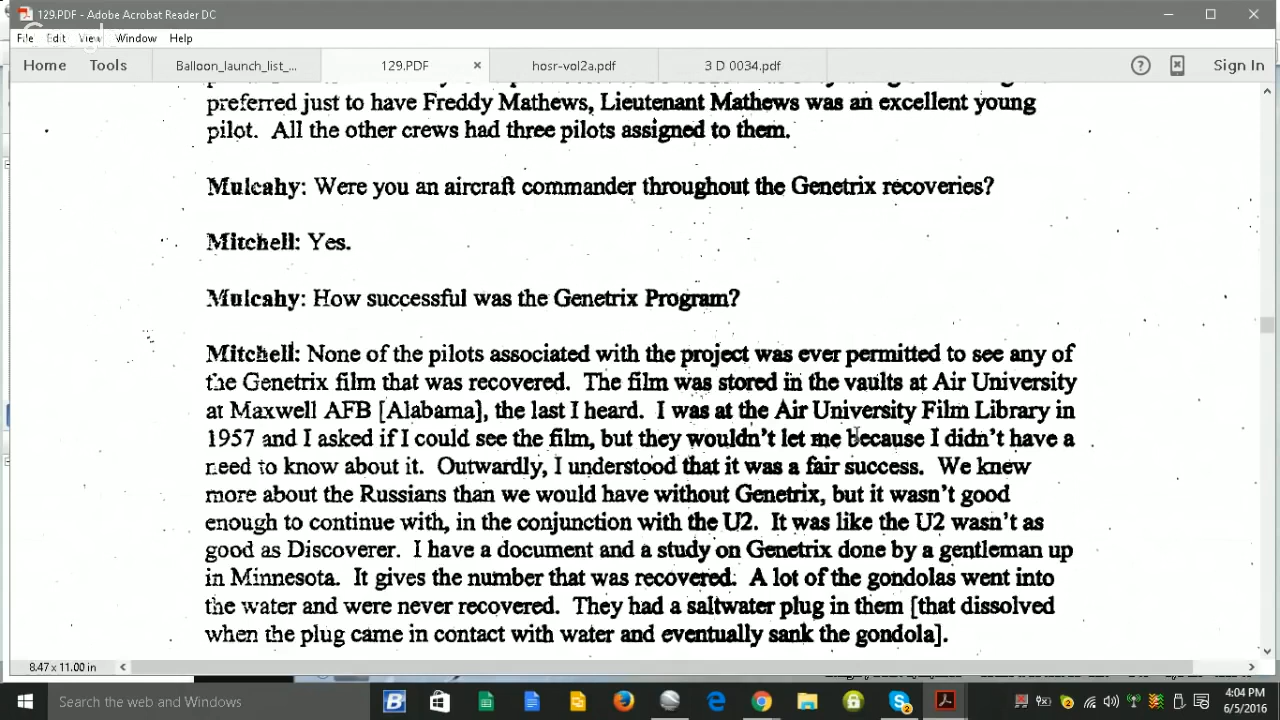 129.PDF - Adobe Acrobat Reader DC
Google
File Edit View Window Help
Home Tools Balloon_launch_list_... 129.PDF × hosr-vol2a.pdf 3 D 0034.pdf Sign In
preferred just to have Freddy Mathews, Lieutenant Mathews was an excellent young
pilot. All the other crews had three pilots assigned to them.
Mulcahy: Were you an aircraft commander throughout the Genetrix recoveries?
Mitchell: Yes.
Mulcahy: How successful was the Genetrix Program?
Mitchell: None of the pilots associated with the project was ever permitted to see any of
the Genetrix film that was recovered. The film was stored in the vaults at Air University
at Maxwell AFB [Alabama], the last I heard. I was at the Air University Film Library in
1957 and I asked if I could see the film, but they wouldn't let me because I didn't have a
need to know about it. Outwardly, I understood that it was a fair success. We knew
more about the Russians than we would have without Genetrix, but it wasn't good
enough to continue with, in the conjunction with the U2. It was like the U2 wasn't as
good as Discoverer. I have a document and a study on Genetrix done by a gentleman up
in Minnesota. It gives the number that was recovered. A lot of the gondolas went into
the water and were never recovered. They had a saltwater plug in them [that dissolved
when the plug came in contact with water and eventually sank the gondola].
8.47 x 11.00 in
Search the web and Windows
4:04 PM
6/5/2016